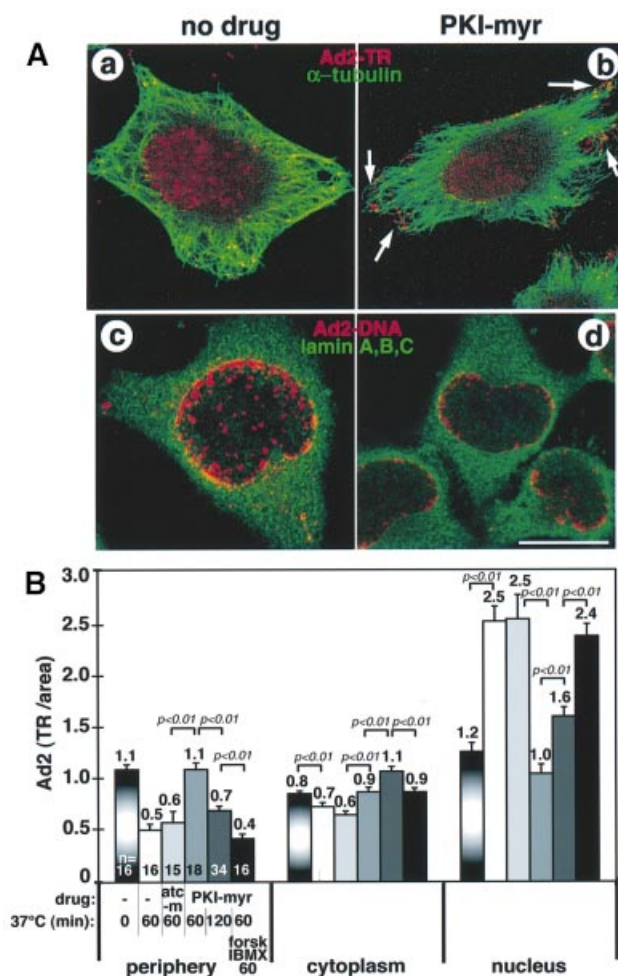 no drug PKI-myr
A
a Ad2-TR b
α-tubulin
c Ad2-DNA d
lamin A,B,C
B
Ad2 (TR /area)
3.0
2.5
2.0
1.5
1.0
0.5
0
1.1 0.5 0.6 1.1 0.7 0.4
p<0.01 p<0.01
p<0.01
n=
16 16 15 18 34 16
0.8 0.7 0.6 0.9 1.1 0.9
p<0.01 p<0.01 p<0.01 p<0.01
1.2 2.5 2.5 1.0 1.6 2.4
p<0.01 p<0.01 p<0.01
p<0.01
drug: - - atc-m PKI-myr
37°C (min): 0 60 60 60 120 60
forsk
IBMX
60
periphery cytoplasm nucleus